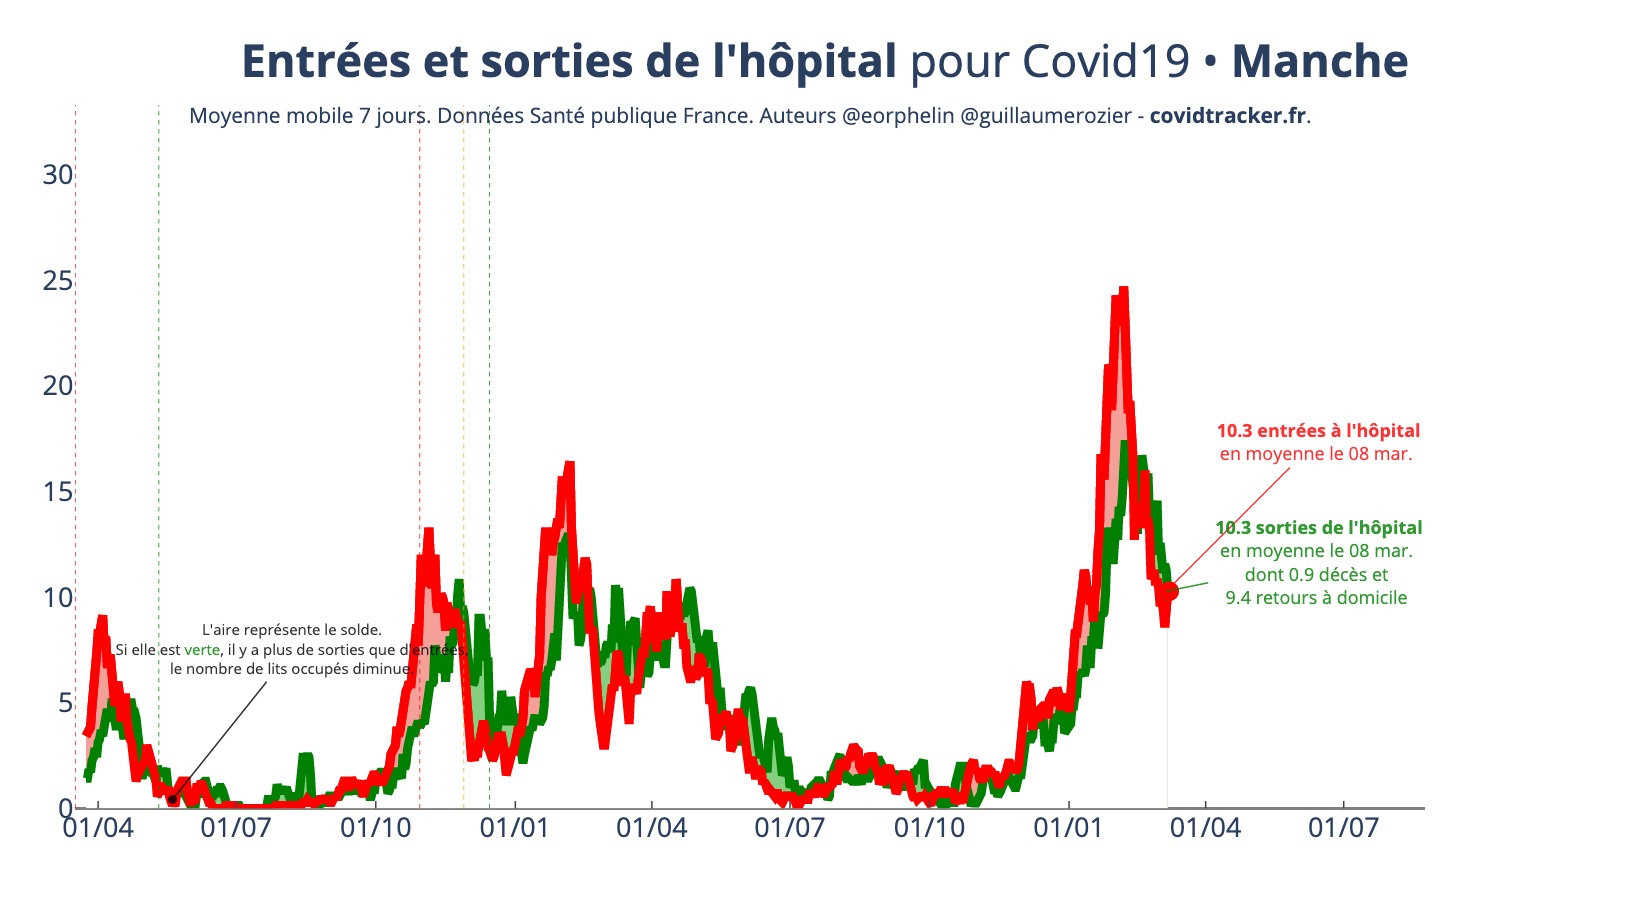 Entrées et sorties de l'hôpital pour Covid19 • Manche
Moyenne mobile 7 jours. Données Santé publique France. Auteurs @eorphelin @guillaumerozier - covidtracker.fr.
30
25
20
15
10
5
0
10.3 entrées à l'hôpital
en moyenne le 08 mar.
10.3 sorties de l'hôpital
en moyenne le 08 mar.
dont 0.9 décès et
9.4 retours à domicile
L'aire représente le solde.
Si elle est verte, il y a plus de sorties que d'entrées,
le nombre de lits occupés diminue.
01/04 01/07 01/10 01/01 01/04 01/07 01/10 01/01 01/04 01/07